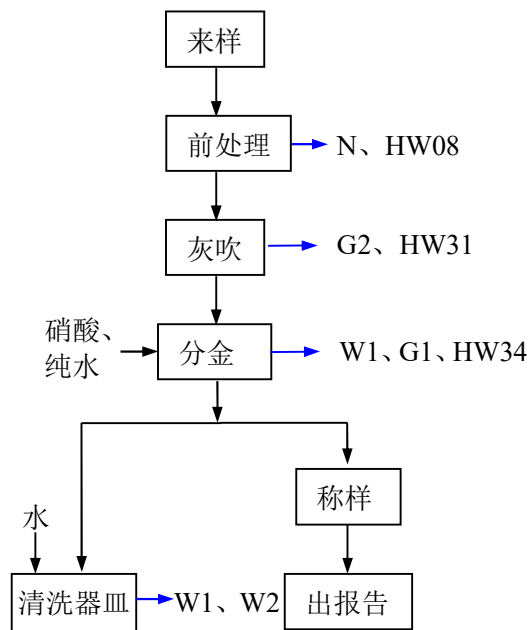 来样
前处理
N、HW08
灰吹
G2、HW31
硝酸、
纯水
分金
W1、G1、HW34
称样
水
清洗器皿
W1、W2
出报告